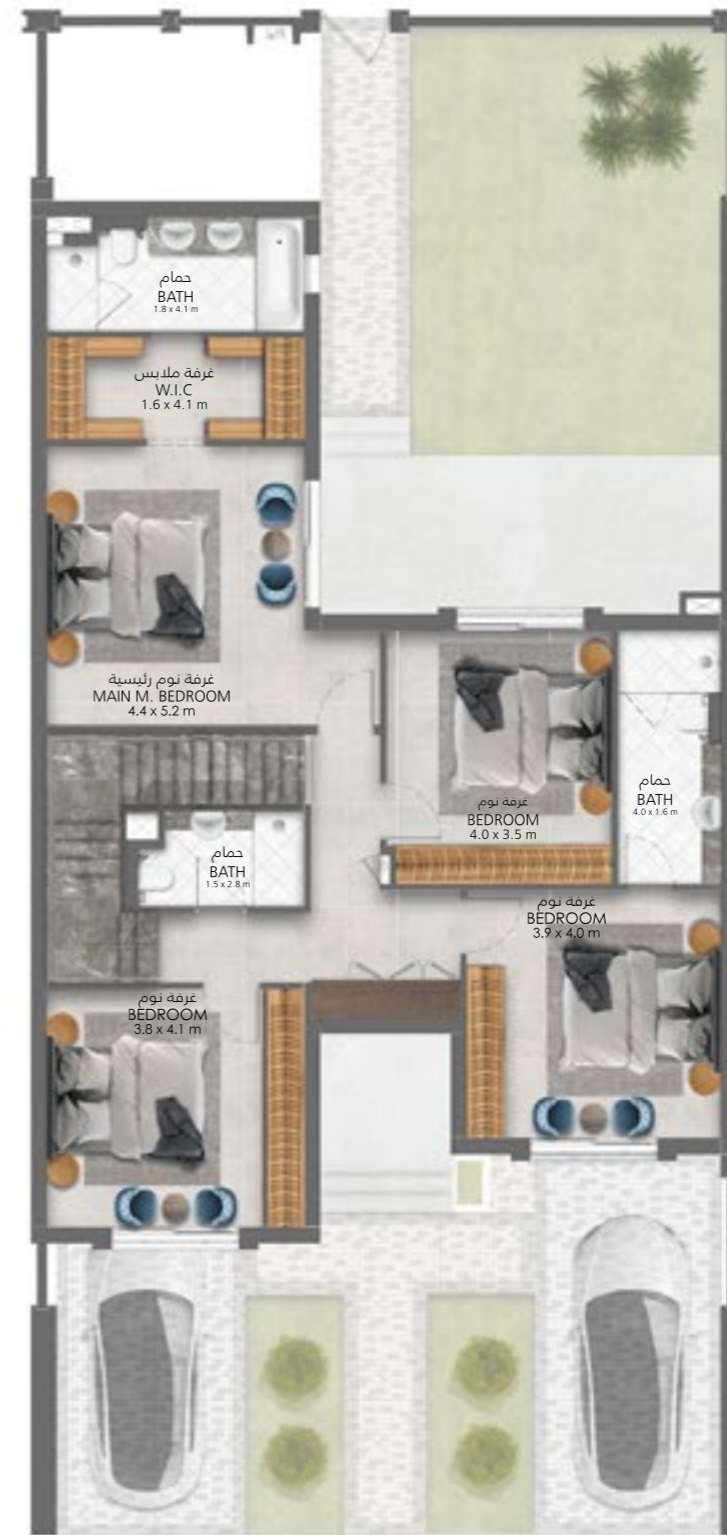 حمام
BATH
1.8 x 4.1 m
غرفة ملابس
W.I.C
1.6 x 4.1 m
غرفة نوم رئيسية
MAIN M. BEDROOM
4.4 x 5.2 m
غرفة نوم
BEDROOM
4.0 x 3.5 m
حمام
BATH
4.0 x 1.6 m
حمام
BATH
1.5 x 2.8 m
غرفة نوم
BEDROOM
3.9 x 4.0 m
غرفة نوم
BEDROOM
3.8 x 4.1 m